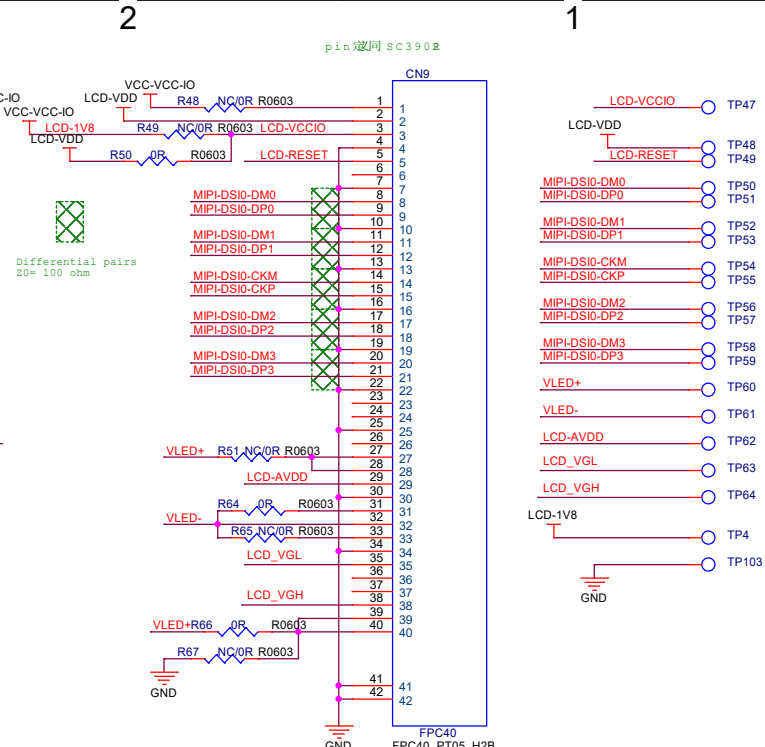 2 1
pin定义同 SC3902
CN9
C-IO VCC-VCC-IO LCD-VDD R48 NC/0R R0603 1 1 LCD-VCCIO TP47
VCC-VCC-IO 2 2
LCD-1V8 R49 NC/0R R0603 LCD-VCCIO 3 3 LCD-VDD
LCD-VDD 4 4 TP48
R50 0R R0603 LCD-RESET 5 5 LCD-RESET TP49
6 6
7 7
MIPI-DSI0-DM0 8 8 MIPI-DSI0-DM0 TP50
MIPI-DSI0-DP0 9 9 MIPI-DSI0-DP0 TP51
10 10
MIPI-DSI0-DM1 11 11 MIPI-DSI0-DM1 TP52
MIPI-DSI0-DP1 12 12 MIPI-DSI0-DP1 TP53
Differential pairs
Z0= 100 ohm
13 13
MIPI-DSI0-CKM 14 14 MIPI-DSI0-CKM TP54
MIPI-DSI0-CKP 15 15 MIPI-DSI0-CKP TP55
16 16
MIPI-DSI0-DM2 17 17 MIPI-DSI0-DM2 TP56
MIPI-DSI0-DP2 18 18 MIPI-DSI0-DP2 TP57
19 19
MIPI-DSI0-DM3 20 20 MIPI-DSI0-DM3 TP58
MIPI-DSI0-DP3 21 21 MIPI-DSI0-DP3 TP59
22 22 VLED+ TP60
23 23
24 24 VLED- TP61
25 25
26 26 LCD-AVDD TP62
VLED+ R51 NC/0R R0603 27 27
28 28 LCD_VGL TP63
LCD-AVDD 29 29
30 30 LCD_VGH TP64
R64 0R R0603 31 31
VLED- 32 32 LCD-1V8
R65 NC/0R R0603 33 33 TP4
34 34
LCD_VGL 35 35 TP103
36 36
37 37 GND
LCD_VGH 38 38
39 39
VLED+ R66 0R R0603 40 40
R67 NC/0R R0603
GND 41 41
42 42
FPC40
GND FPC40_PT05_H2B